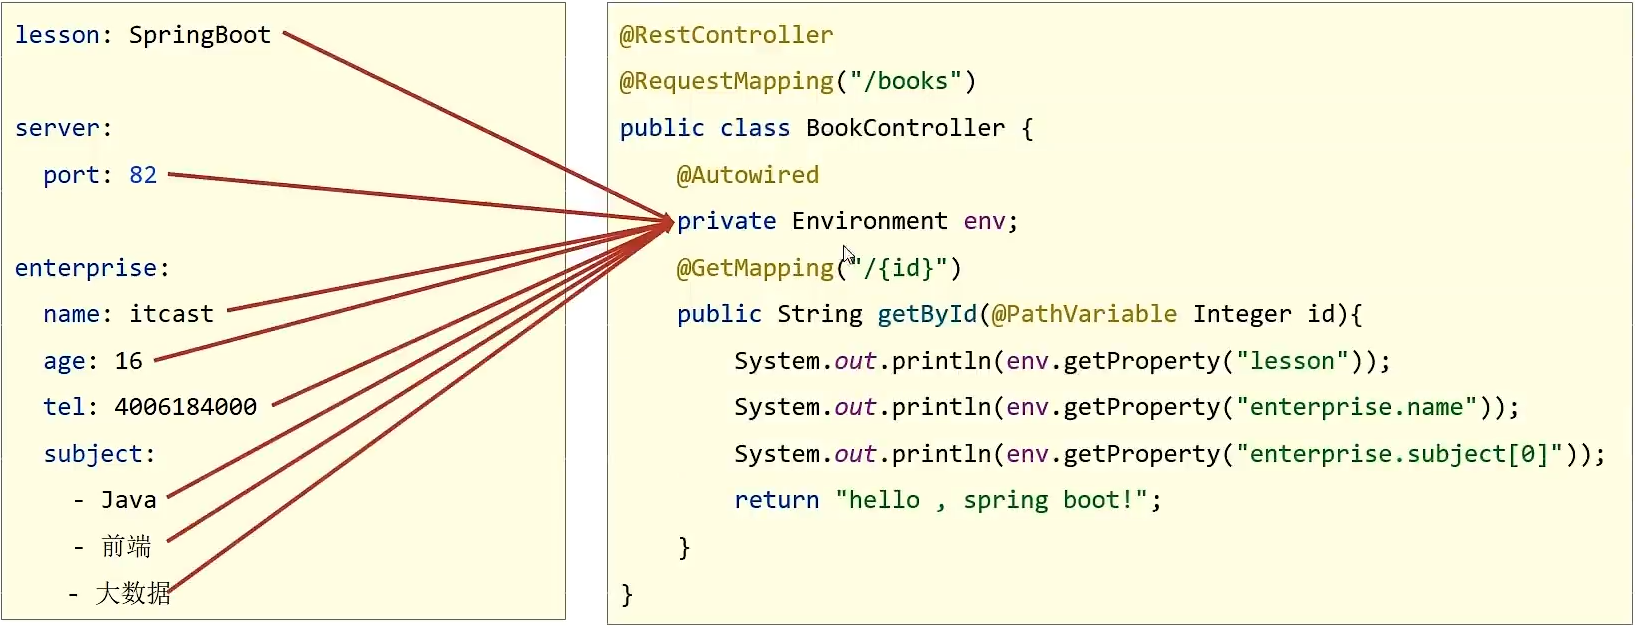 lesson: SpringBoot
server:
port: 82
enterprise:
name: itcast
age: 16
tel: 4006184000
subject:
- Java
- 前端
- 大数据
@RestController
@RequestMapping("/books")
public class BookController {
@Autowired
private Environment env;
@GetMapping("/{id}")
public String getById(@PathVariable Integer id){
System.out.println(env.getProperty("lesson"));
System.out.println(env.getProperty("enterprise.name"));
System.out.println(env.getProperty("enterprise.subject[0]"));
return "hello , spring boot!";
}
}